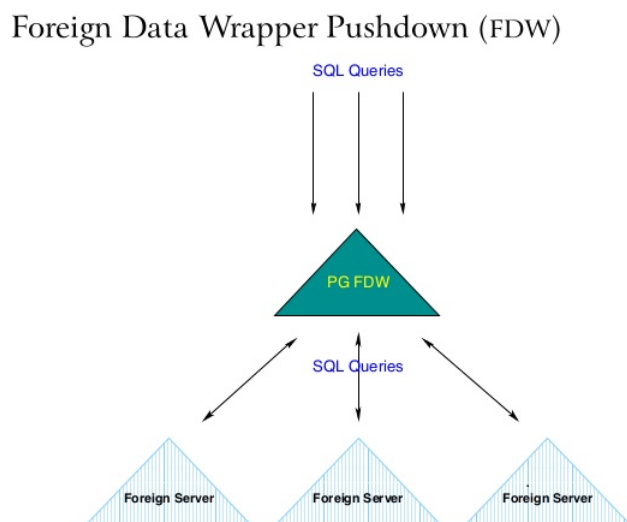 Foreign Data Wrapper Pushdown (FDW)
SQL Queries
PG FDW
SQL Queries
Foreign Server Foreign Server Foreign Server